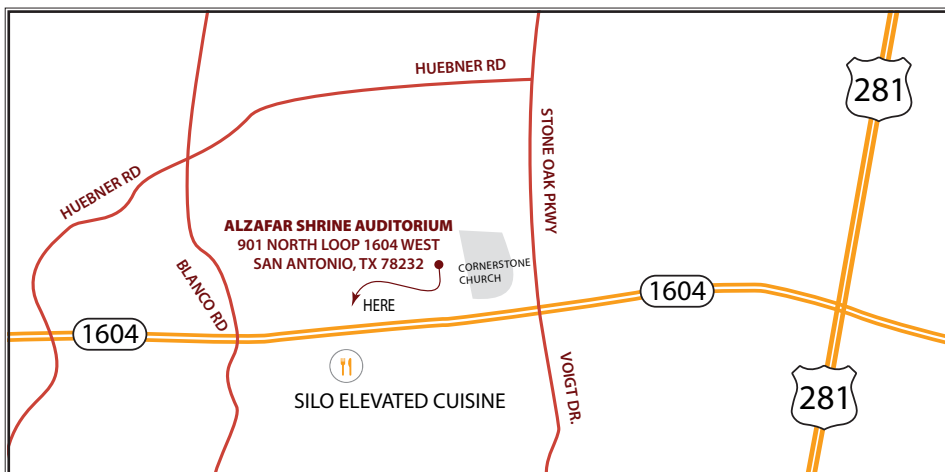 HUEBNER RD
281
STONE OAK PKWY
HUEBNER RD
ALZAFAR SHRINE AUDITORIUM
901 NORTH LOOP 1604 WEST
SAN ANTONIO, TX 78232
CORNERSTONE
CHURCH
BLANCO RD
HERE
1604
1604
VOIGT DR.
281
SILO ELEVATED CUISINE